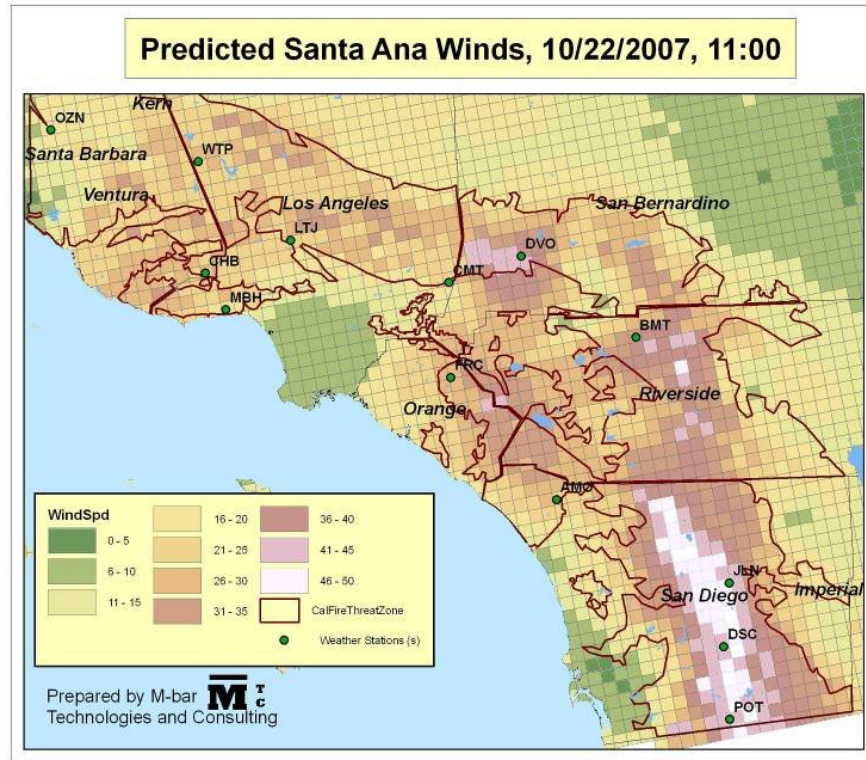 Predicted Santa Ana Winds, 10/22/2007, 11:00
Kern
OZN
WTP
Santa Barbara
Ventura
Los Angeles
San Bernardino
LTJ
DVO
CHB
CMT
MBH
BMT
FRC
Riverside
Orange
AMO
JLN
San Diego
Imperial
DSC
POT
WindSpd
0 - 5
6 - 10
11 - 15
16 - 20
21 - 25
26 - 30
31 - 35
36 - 40
41 - 45
46 - 50
CalFireThreatZone
Weather Stations (s)
Prepared by M-bar M T C
Technologies and Consulting